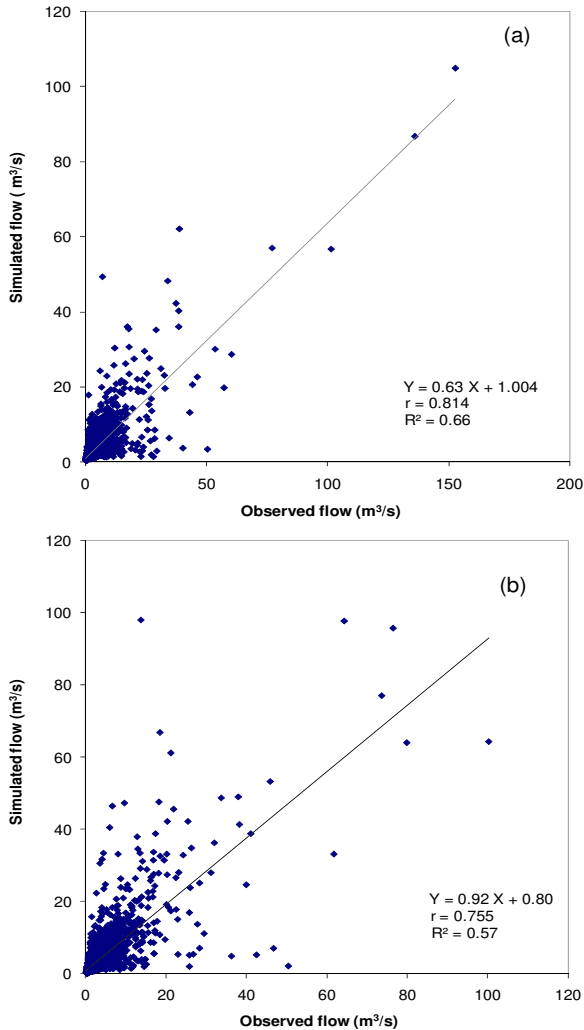 120
(a)
100
80
60
40
20
0
Simulated flow ( m³/s)
Y = 0.63 X + 1.004
r = 0.814
R² = 0.66
0 50 100 150 200
Observed flow (m³/s)
120
(b)
100
80
60
40
20
0
Simulated flow (m³/s)
Y = 0.92 X + 0.80
r = 0.755
R² = 0.57
0 20 40 60 80 100 120
Observed flow (m³/s)